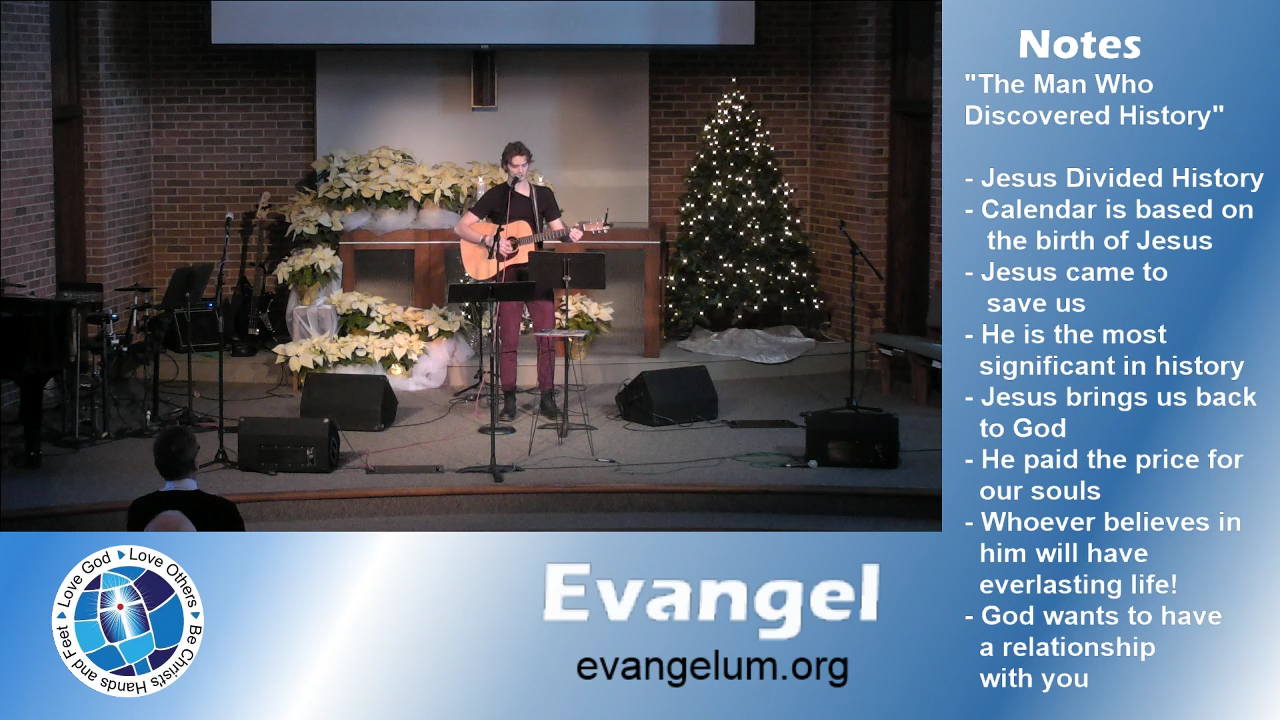 Notes
"The Man Who
Discovered History"
- Jesus Divided History
- Calendar is based on
the birth of Jesus
- Jesus came to
save us
- He is the most
significant in history
- Jesus brings us back
to God
- He paid the price for
our souls
- Whoever believes in
him will have
everlasting life!
- God wants to have
a relationship
with you
Love God Love Others Be Christ's Hands and Feet
Evangel
evangelum.org